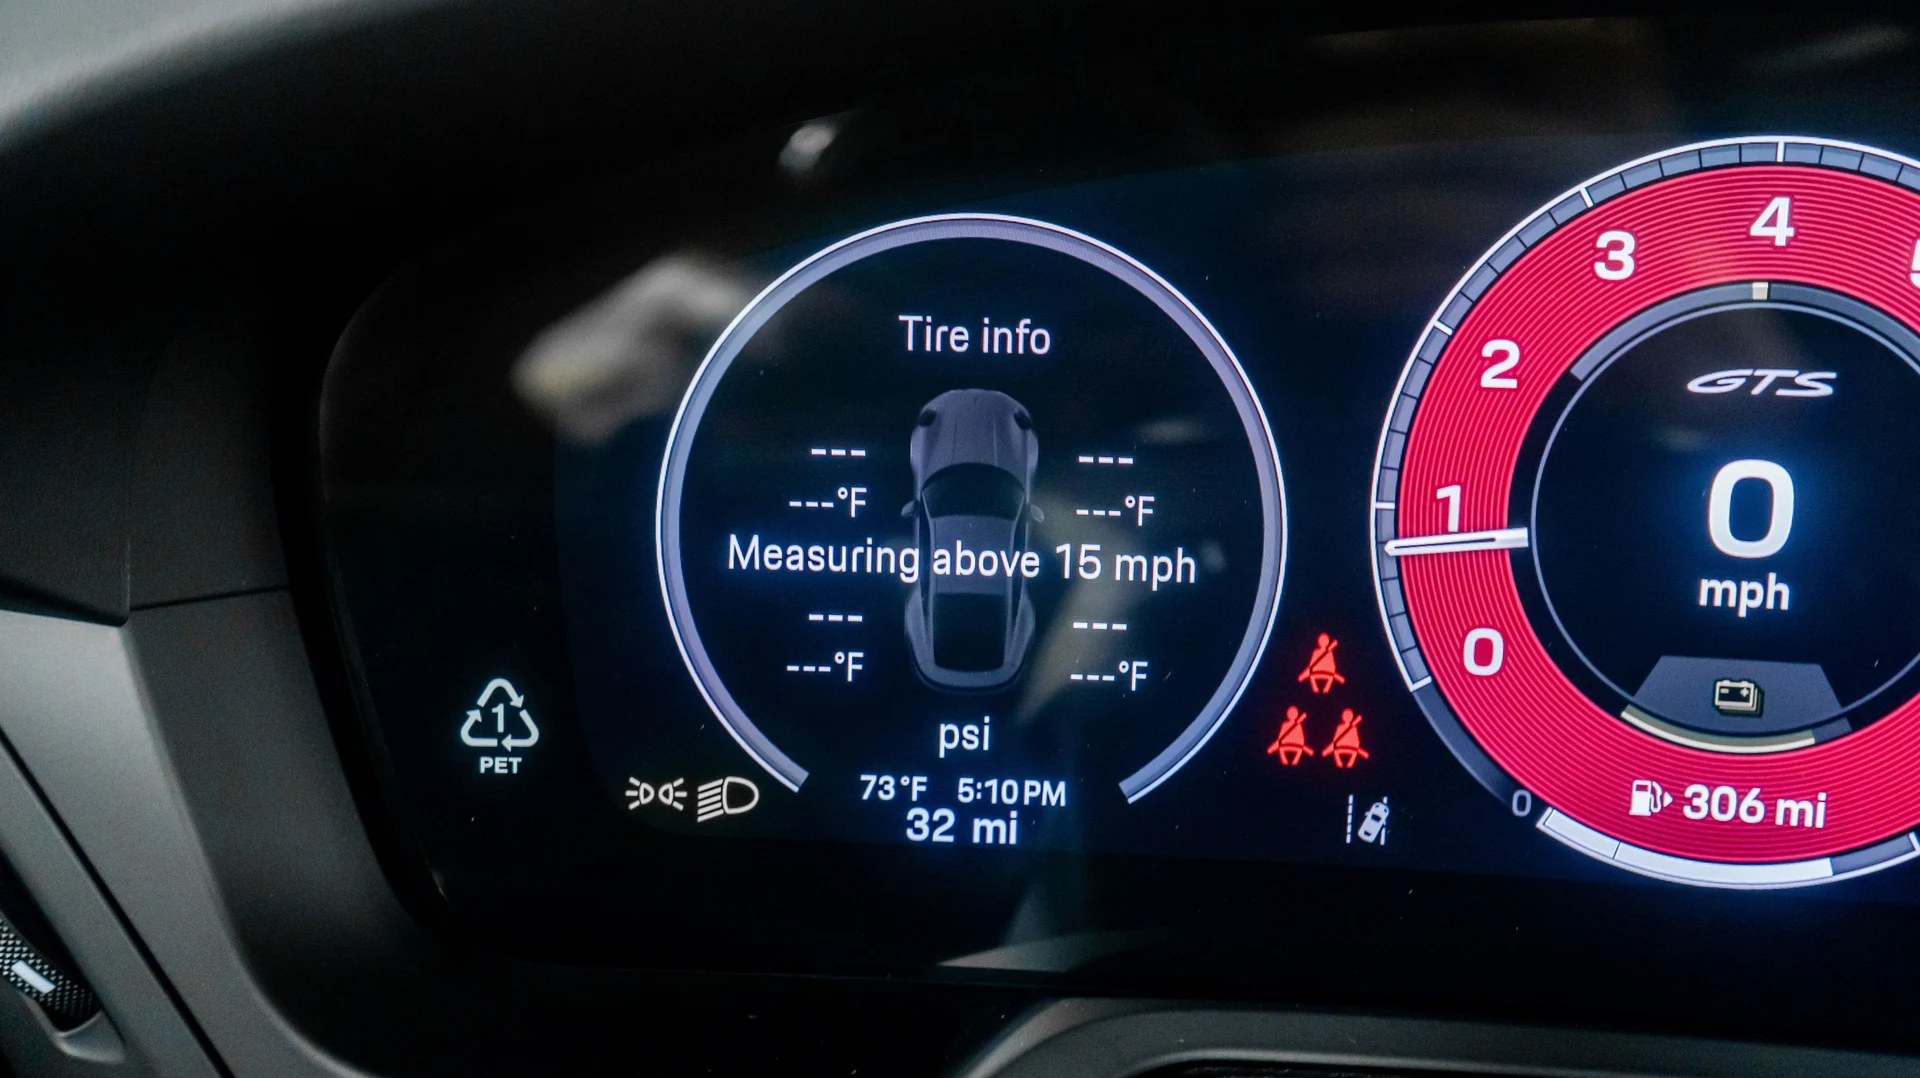 Tire info
--- ---
---°F ---°F
Measuring above 15 mph
--- ---
---°F ---°F
psi
73°F 5:10PM
32 mi
1
PET
4
3
2
1
0
GTS
0
mph
306 mi
0